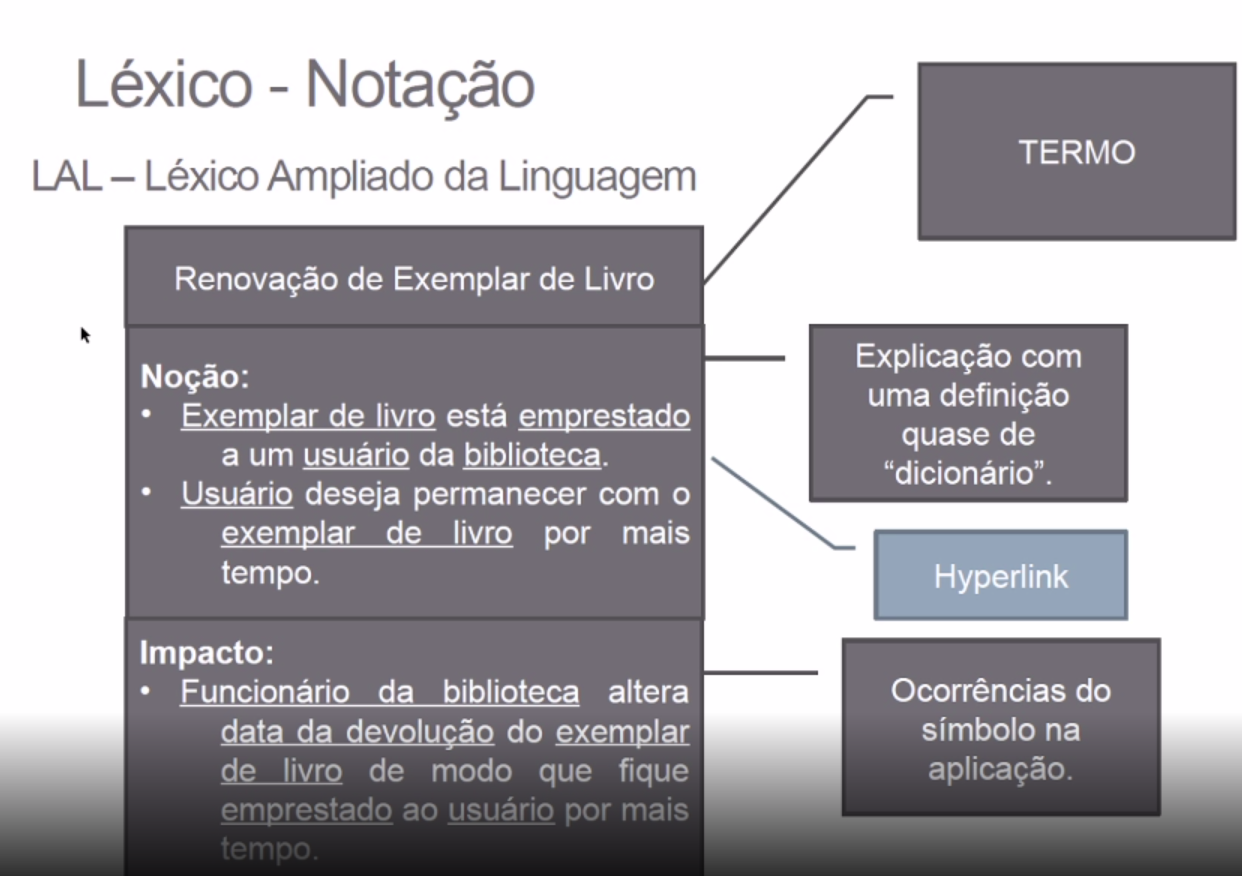 Léxico - Notação
LAL – Léxico Ampliado da Linguagem
TERMO
Renovação de Exemplar de Livro
Noção:
• Exemplar de livro está emprestado
a um usuário da biblioteca.
• Usuário deseja permanecer com o
exemplar de livro por mais
tempo.
Explicação com
uma definição
quase de
“dicionário”.
Hyperlink
Impacto:
• Funcionário da biblioteca altera
data da devolução do exemplar
de livro de modo que fique
emprestado ao usuário por mais
tempo.
Ocorrências do
símbolo na
aplicação.